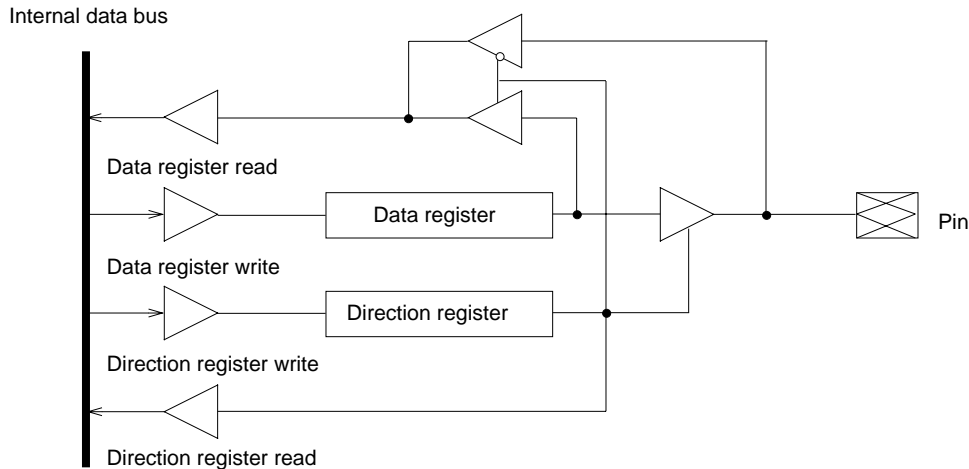 Internal data bus
Data register read
Data register
Pin
Data register write
Direction register
Direction register write
Direction register read